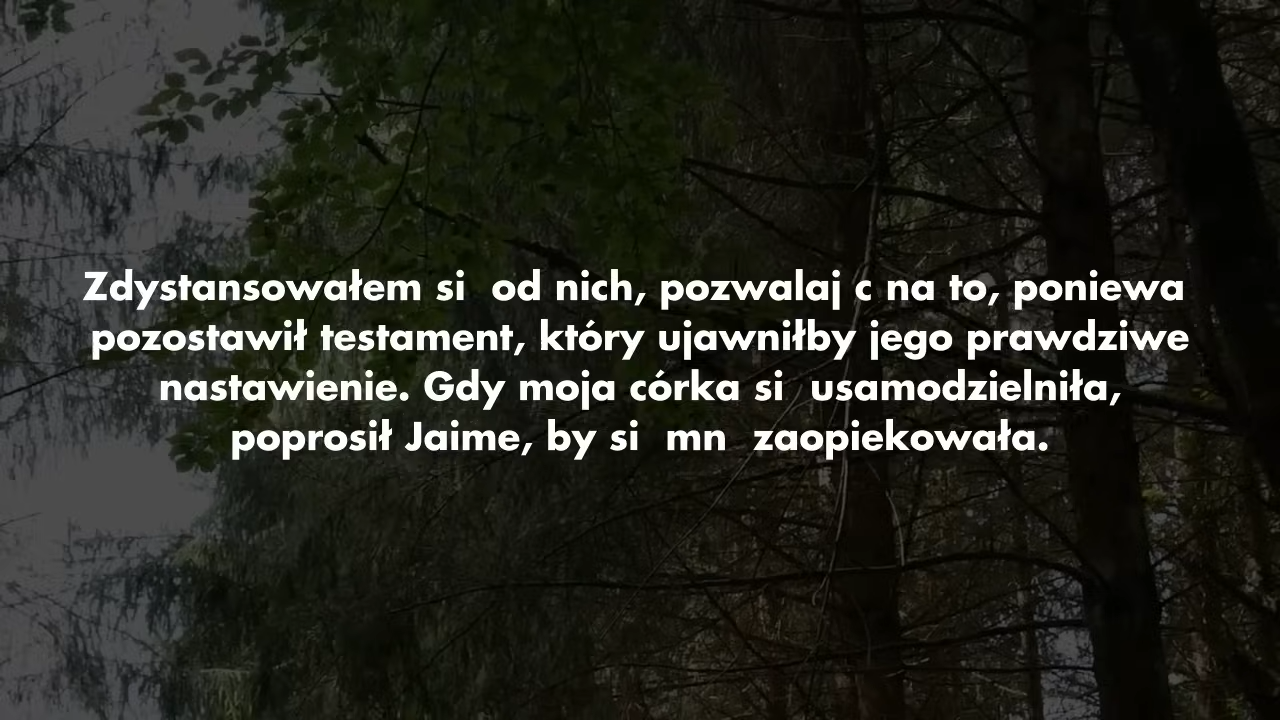 Zdystansowałem si od nich, pozwalaj c na to, poniewa
pozostawił testament, który ujawniłby jego prawdziwe
nastawienie. Gdy moja córka si usamodzielniła,
poprosił Jaime, by si mn zaopiekowała.